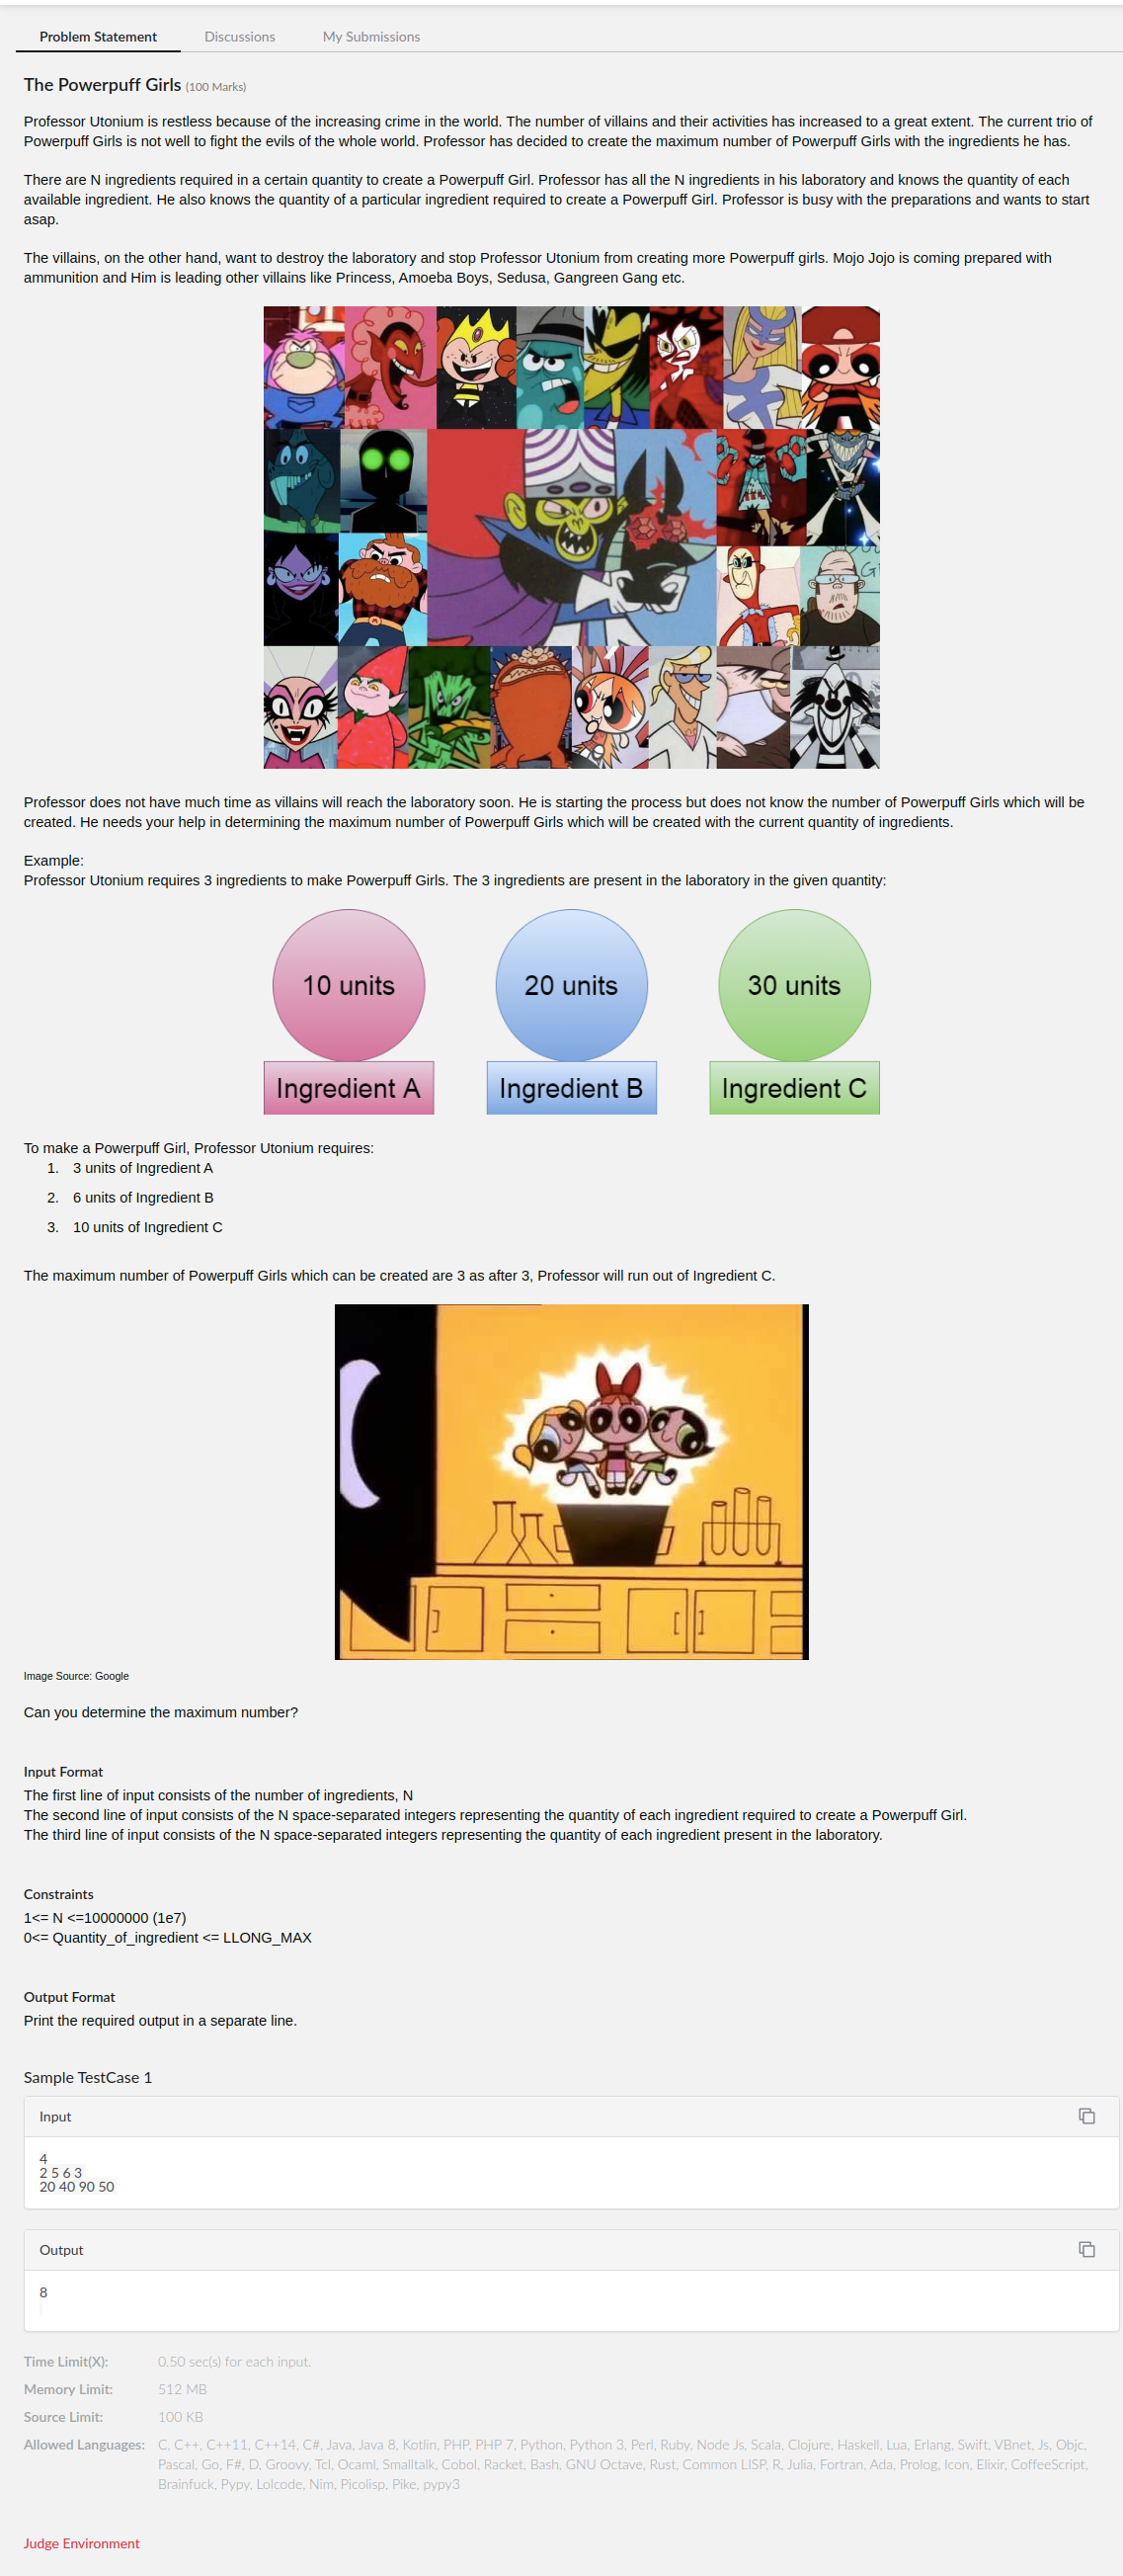 Problem Statement Discussions My Submissions
The Powerpuff Girls (100 Marks)
Professor Utonium is restless because of the increasing crime in the world. The number of villains and their activities has increased to a great extent. The current trio of
Powerpuff Girls is not well to fight the evils of the whole world. Professor has decided to create the maximum number of Powerpuff Girls with the ingredients he has.
There are N ingredients required in a certain quantity to create a Powerpuff Girl. Professor has all the N ingredients in his laboratory and knows the quantity of each
available ingredient. He also knows the quantity of a particular ingredient required to create a Powerpuff Girl. Professor is busy with the preparations and wants to start
asap.
The villains, on the other hand, want to destroy the laboratory and stop Professor Utonium from creating more Powerpuff girls. Mojo Jojo is coming prepared with
ammunition and Him is leading other villains like Princess, Amoeba Boys, Sedusa, Gangreen Gang etc.
Professor does not have much time as villains will reach the laboratory soon. He is starting the process but does not know the number of Powerpuff Girls which will be
created. He needs your help in determining the maximum number of Powerpuff Girls which will be created with the current quantity of ingredients.
Example:
Professor Utonium requires 3 ingredients to make Powerpuff Girls. The 3 ingredients are present in the laboratory in the given quantity:
10 units 20 units 30 units
Ingredient A Ingredient B Ingredient C
To make a Powerpuff Girl, Professor Utonium requires:
1. 3 units of Ingredient A
2. 6 units of Ingredient B
3. 10 units of Ingredient C
The maximum number of Powerpuff Girls which can be created are 3 as after 3, Professor will run out of Ingredient C.
Image Source: Google
Can you determine the maximum number?
Input Format
The first line of input consists of the number of ingredients, N
The second line of input consists of the N space-separated integers representing the quantity of each ingredient required to create a Powerpuff Girl.
The third line of input consists of the N space-separated integers representing the quantity of each ingredient present in the laboratory.
Constraints
1<= N <=10000000 (1e7)
0<= Quantity_of_ingredient <= LLONG_MAX
Output Format
Print the required output in a separate line.
Sample TestCase 1
Input
4
2 5 6 3
20 40 90 50
Output
8
Time Limit(X): 0.50 sec(s) for each input.
Memory Limit: 512 MB
Source Limit: 100 KB
Allowed Languages: C, C++, C++11, C++14, C#, Java, Java 8, Kotlin, PHP, PHP 7, Python, Python 3, Perl, Ruby, Node Js, Scala, Clojure, Haskell, Lua, Erlang, Swift, VBnet, Js, Objc,
Pascal, Go, F#, D, Groovy, Tcl, Ocaml, Smalltalk, Cobol, Racket, Bash, GNU Octave, Rust, Common LISP, R, Julia, Fortran, Ada, Prolog, Icon, Elixir, CoffeeScript,
Brainfuck, Pypy, Lolcode, Nim, Picolisp, Pike, pypy3
Judge Environment